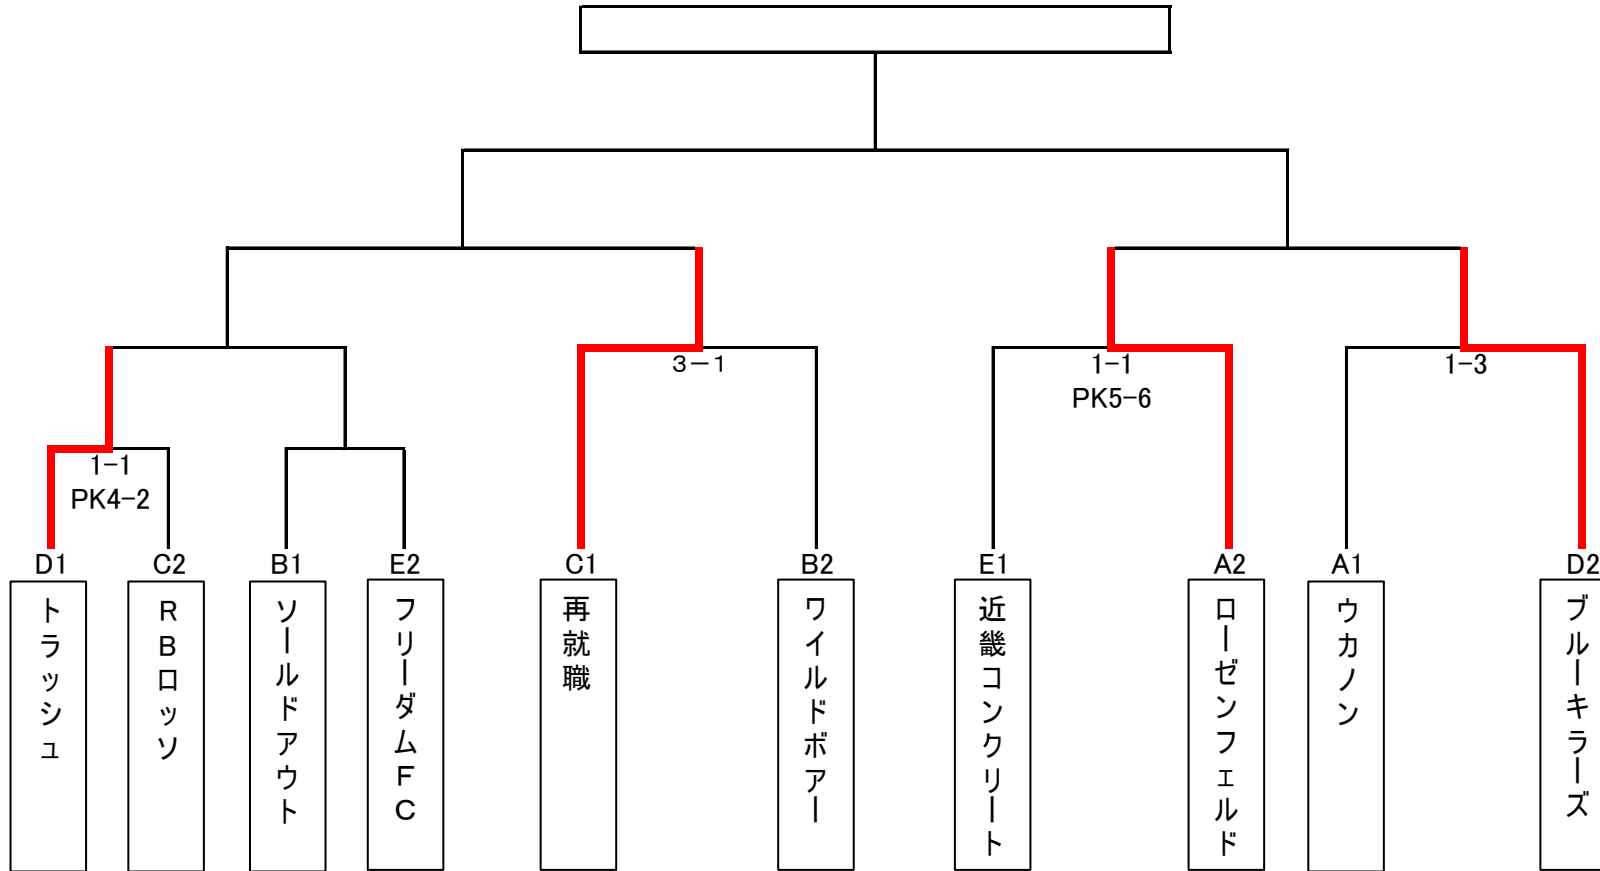 3－1
1-1
PK5-6
1-3
1-1
PK4-2
D1
C2
B1
E2
C1
B2
E1
A2
A1
D2
トラッシュ
RBロッソ
ソールドアウト
フリーダムFC
再就職
ワイルドボアー
近畿コンクリート
ローゼンフェルド
ウカノン
ブルーキラーズ